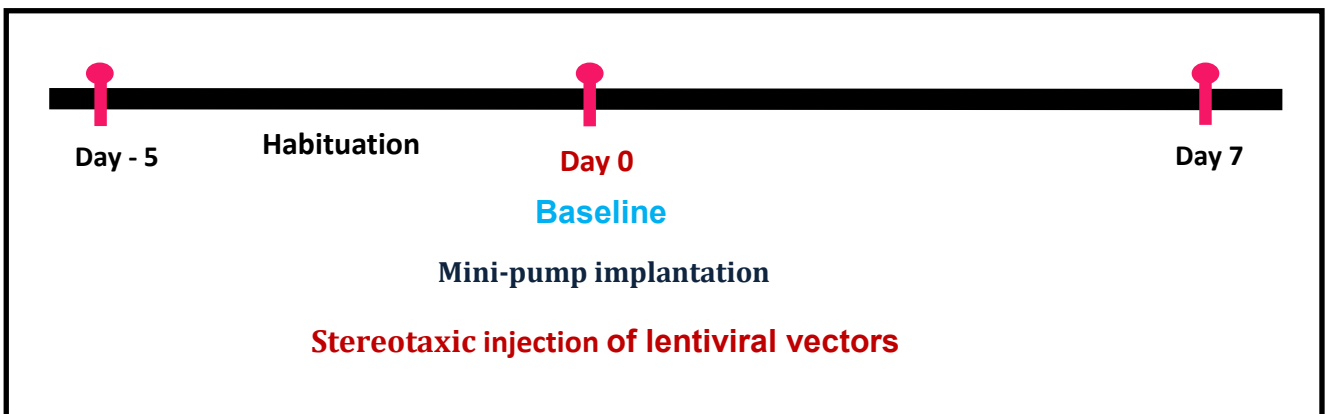 Habituation
Day - 5
Day 0
Day 7
Baseline
Mini-pump implantation
Stereotaxic injection of lentiviral vectors